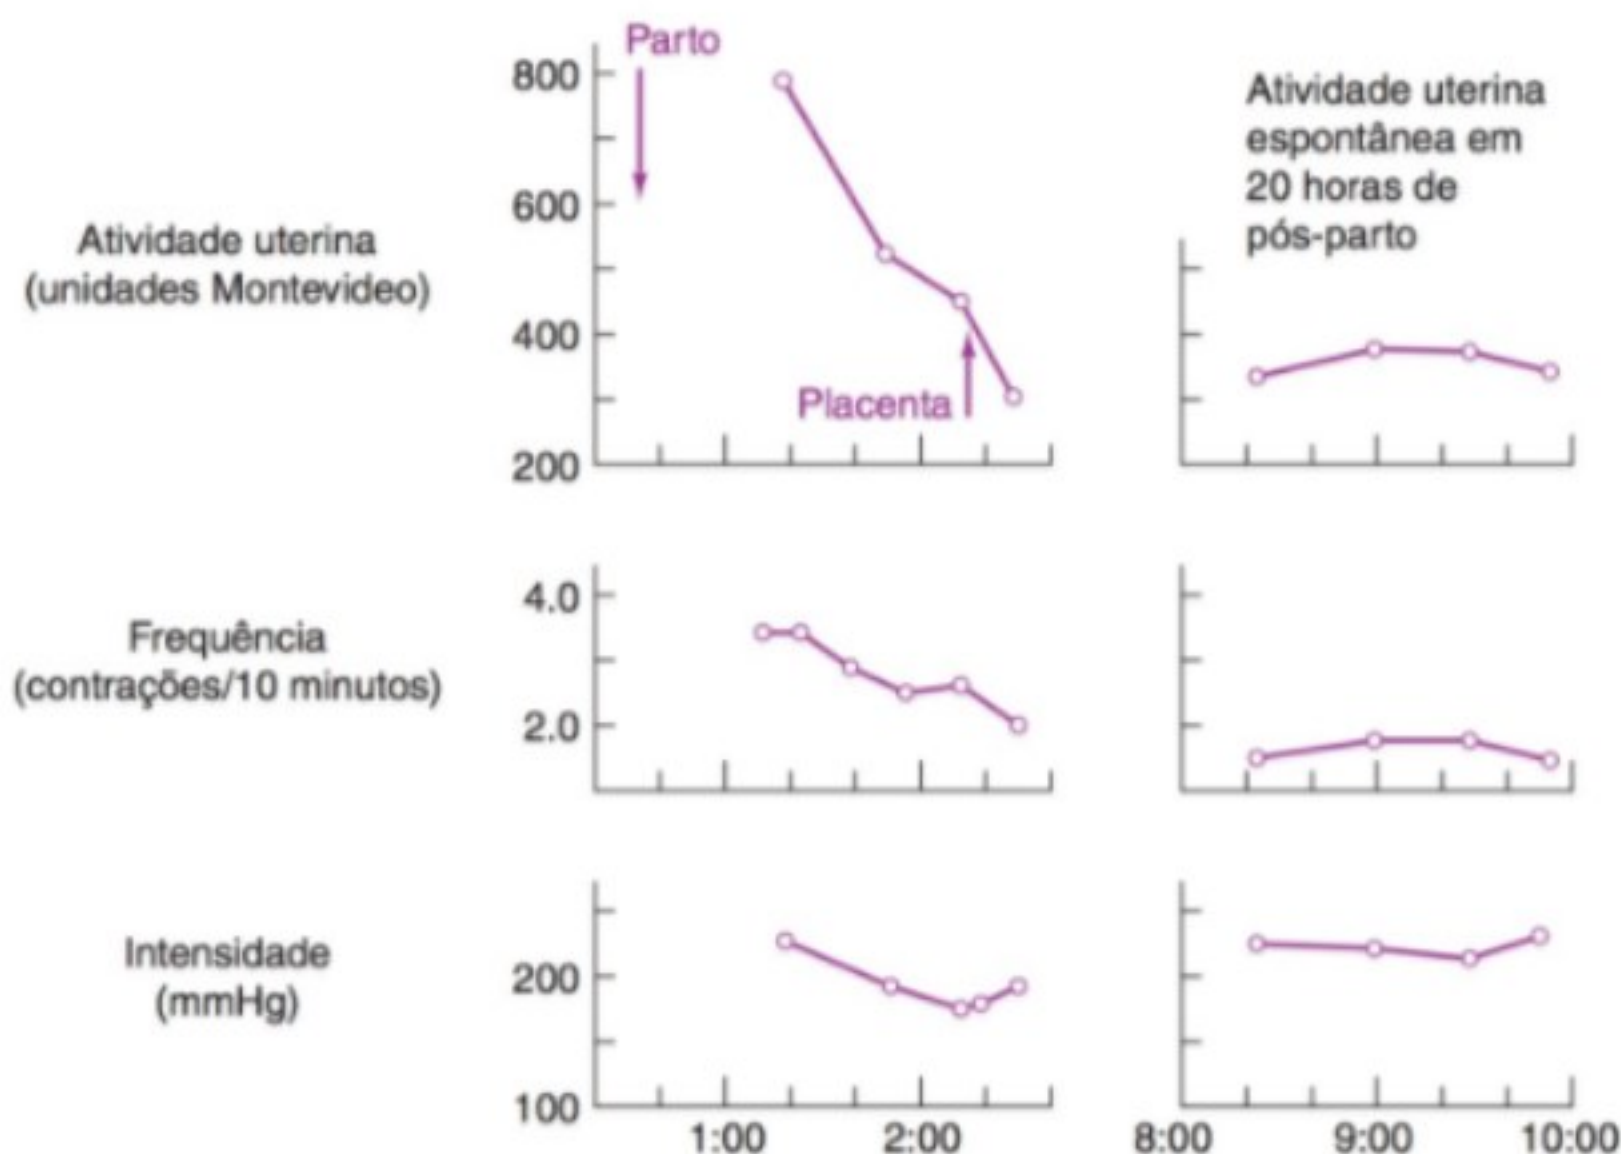 Parto
800
600
400
200
Placenta
Atividade uterina
(unidades Montevideo)
Atividade uterina
espontânea em
20 horas de
pós-parto
Frequência
(contrações/10 minutos)
4.0
2.0
Intensidade
(mmHg)
200
100
1:00 2:00 8:00 9:00 10:00